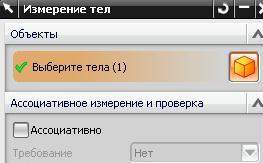 Измерение тел
Объекты
Выберите тела (1)
Ассоциативное измерение и проверка
Ассоциативно
Требование Нет